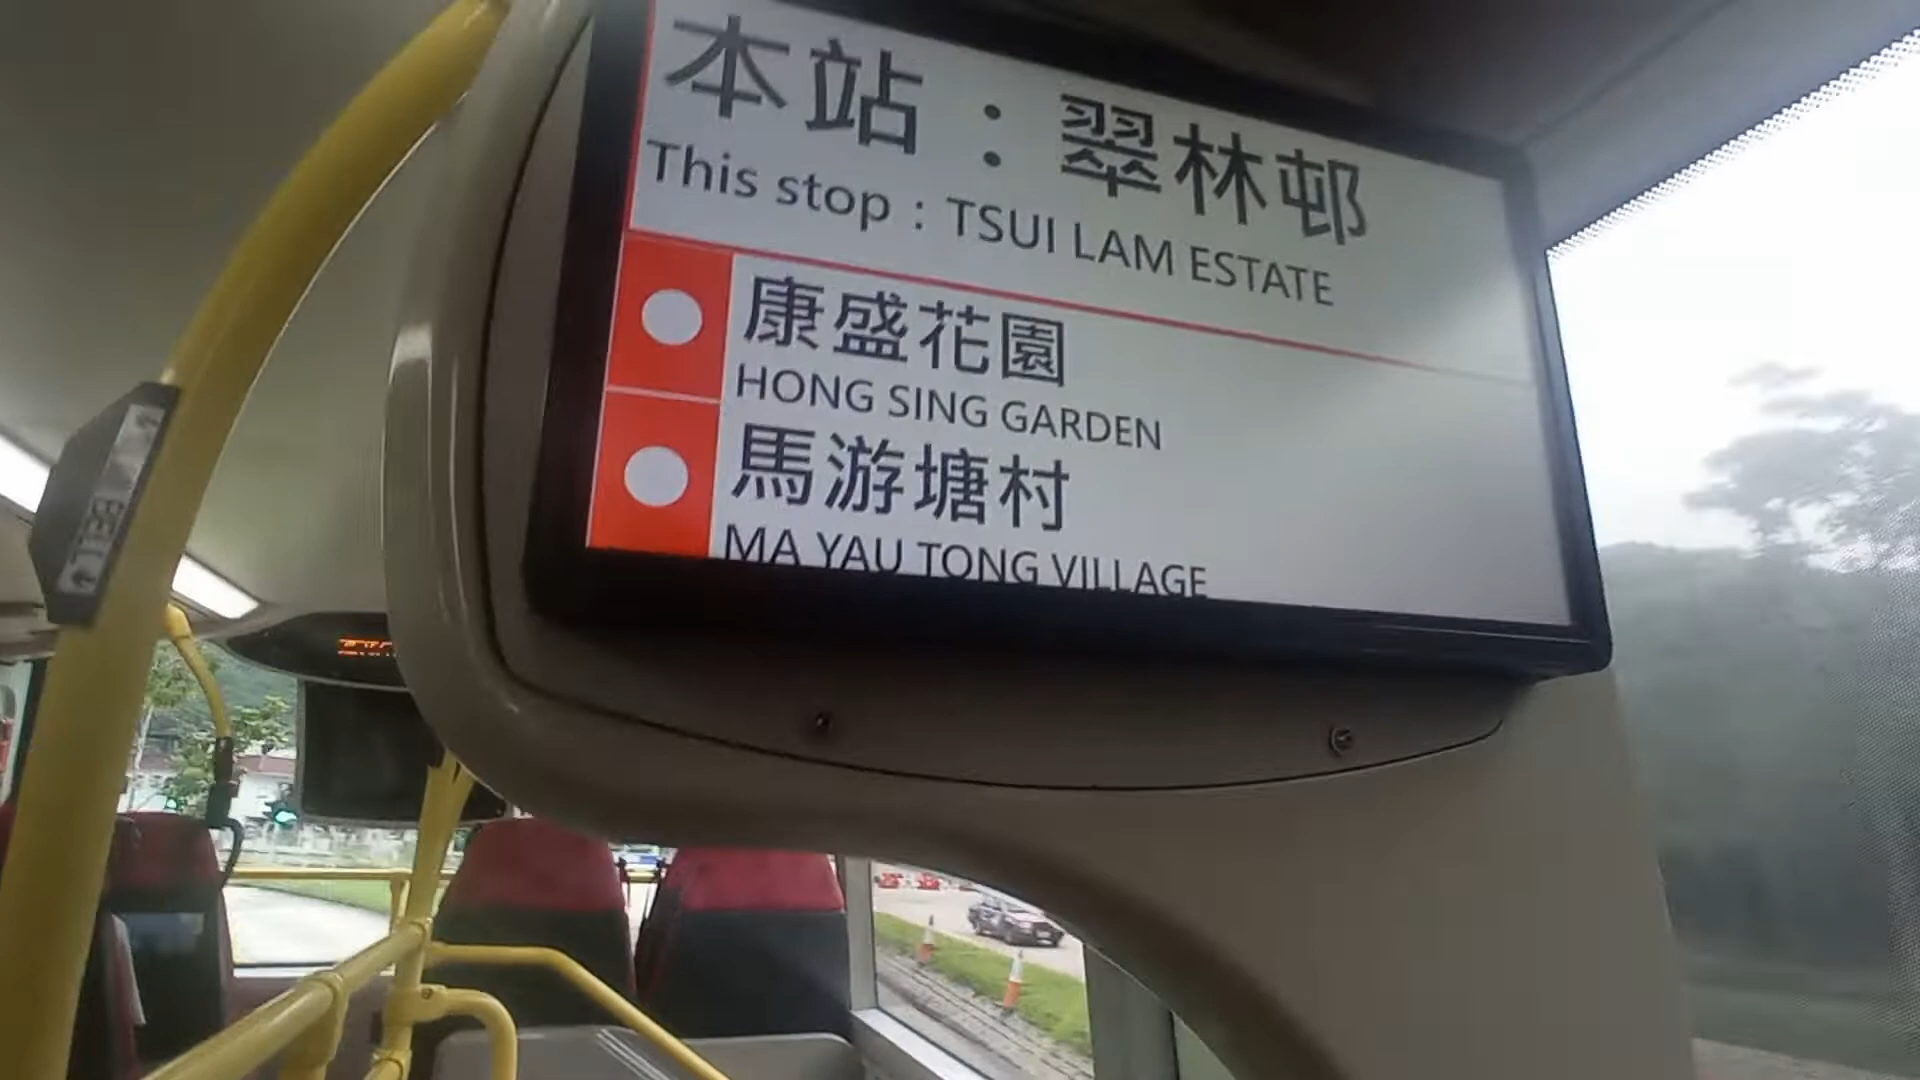 本站：翠林邨
This stop : TSUI LAM ESTATE
康盛花園
HONG SING GARDEN
馬游塘村
MA YAU TONG VILLAGE
BELL